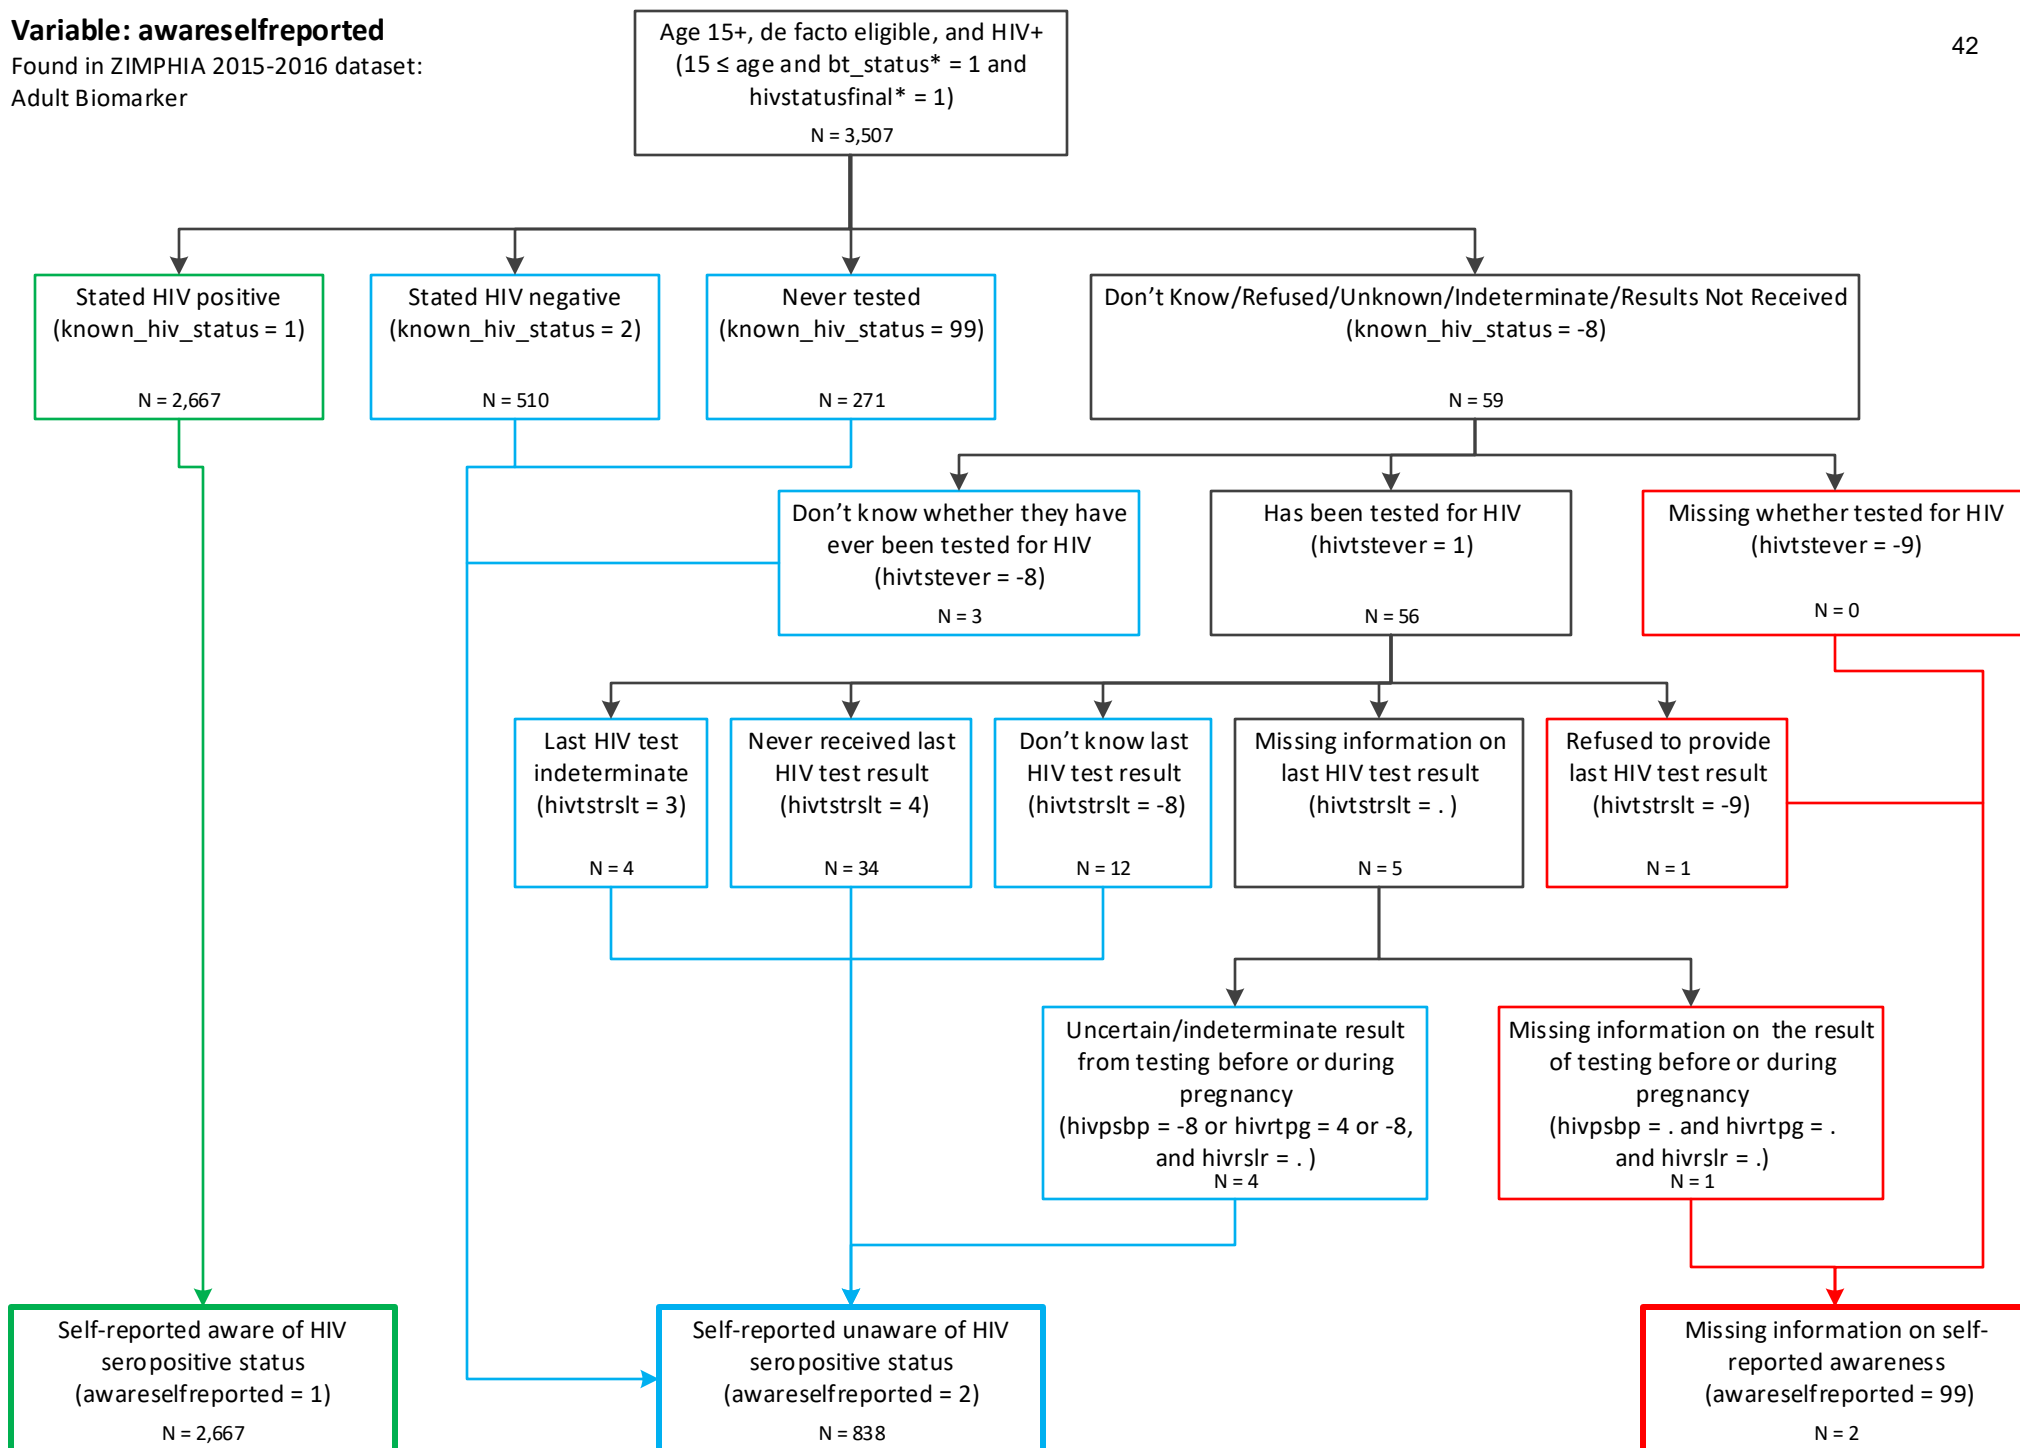 Variable: awareselfreported
Found in ZIMPHIA 2015-2016 dataset:
Adult Biomarker
42
Age 15+, de facto eligible, and HIV+
(15 ≤ age and bt_status* = 1 and
hivstatusfinal* = 1)
N = 3,507
Stated HIV positive
(known_hiv_status = 1)
N = 2,667
Stated HIV negative
(known_hiv_status = 2)
N = 510
Never tested
(known_hiv_status = 99)
N = 271
Don't Know/Refused/Unknown/Indeterminate/Results Not Received
(known_hiv_status = -8)
N = 59
Don't know whether they have
ever been tested for HIV
(hivtstever = -8)
N = 3
Has been tested for HIV
(hivtstever = 1)
N = 56
Missing whether tested for HIV
(hivtstever = -9)
N = 0
Last HIV test
indeterminate
(hivtstrslt = 3)
N = 4
Never received last
HIV test result
(hivtstrslt = 4)
N = 34
Don't know last
HIV test result
(hivtstrslt = -8)
N = 12
Missing information on
last HIV test result
(hivtstrslt = . )
N = 5
Refused to provide
last HIV test result
(hivtstrslt = -9)
N = 1
Uncertain/indeterminate result
from testing before or during
pregnancy
(hivpsbp = -8 or hivrtpg = 4 or -8,
and hivrslr = . )
N = 4
Missing information on  the result
of testing before or during
pregnancy
(hivpsbp = . and hivrtpg = .
and hivrslr = .)
N = 1
Self-reported aware of HIV
seropositive status
(awareselfreported = 1)
N = 2,667
Self-reported unaware of HIV
seropositive status
(awareselfreported = 2)
N = 838
Missing information on self-
reported awareness
(awareselfreported = 99)
N = 2